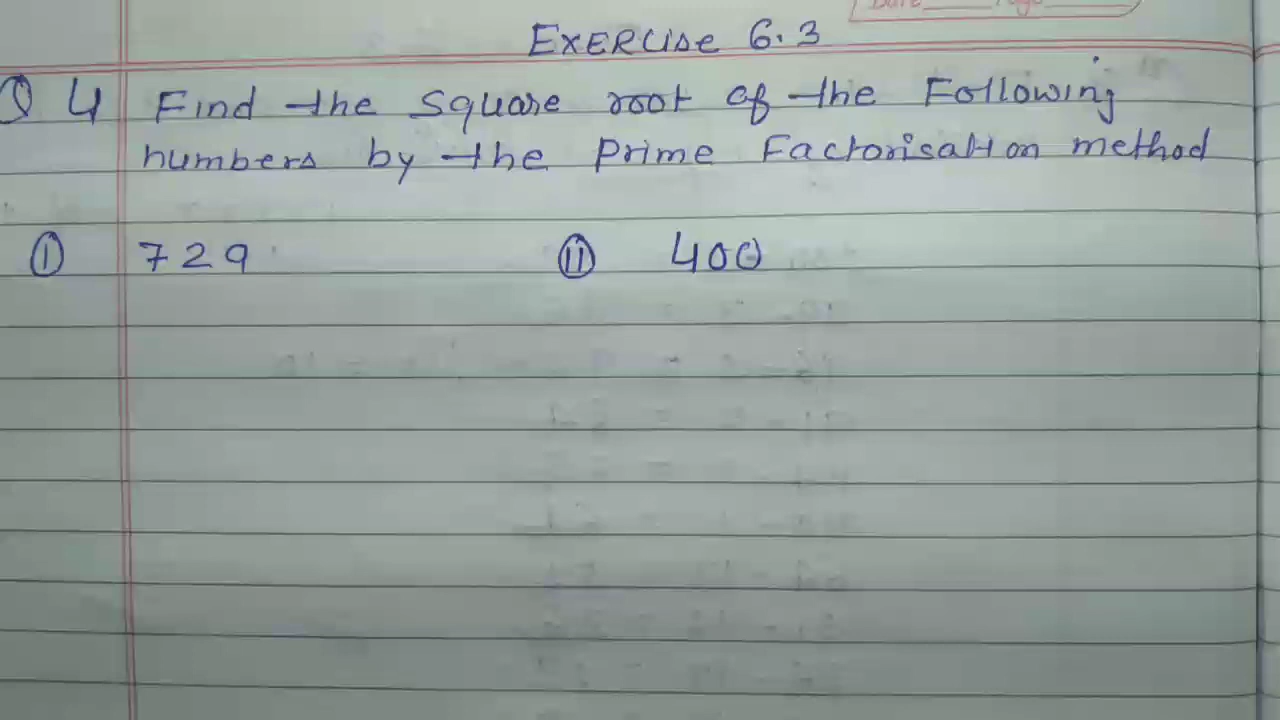 Exercise 6.3
Q 4 Find the square root of the Following
numbers by the Prime Factorisation method
(i) 729 (ii) 400